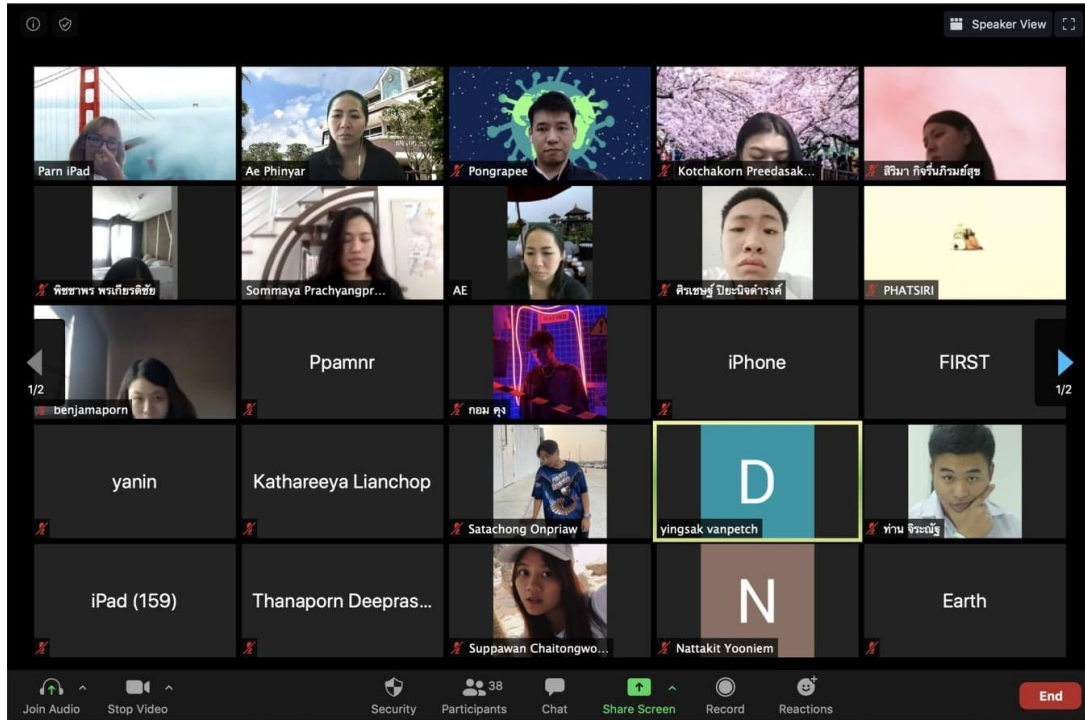 Speaker View
Parn iPad
Ae Phinyar
Pongrapee
Kotchakorn Preedasak...
สิริมา กิจรื่นภิรมย์สุข
พิชชาพร พรเกียรติชัย
Sommaya Prachyangpr...
AE
ศิรเชษฐ์ ปิยะนิจดำรงค์
PHATSIRI
1/2
benjamaporn
Ppamnr
กอม คุง
iPhone
FIRST
1/2
yanin
Kathareeya Lianchop
Satachong Onpriaw
D
yingsak vanpetch
ท่าน จิระณัฐ
iPad (159)
Thanaporn Deepras...
Suppawan Chaitongwo...
N
Nattakit Yooniem
Earth
Join Audio
Stop Video
Security
Participants
38
Chat
Share Screen
Record
Reactions
End